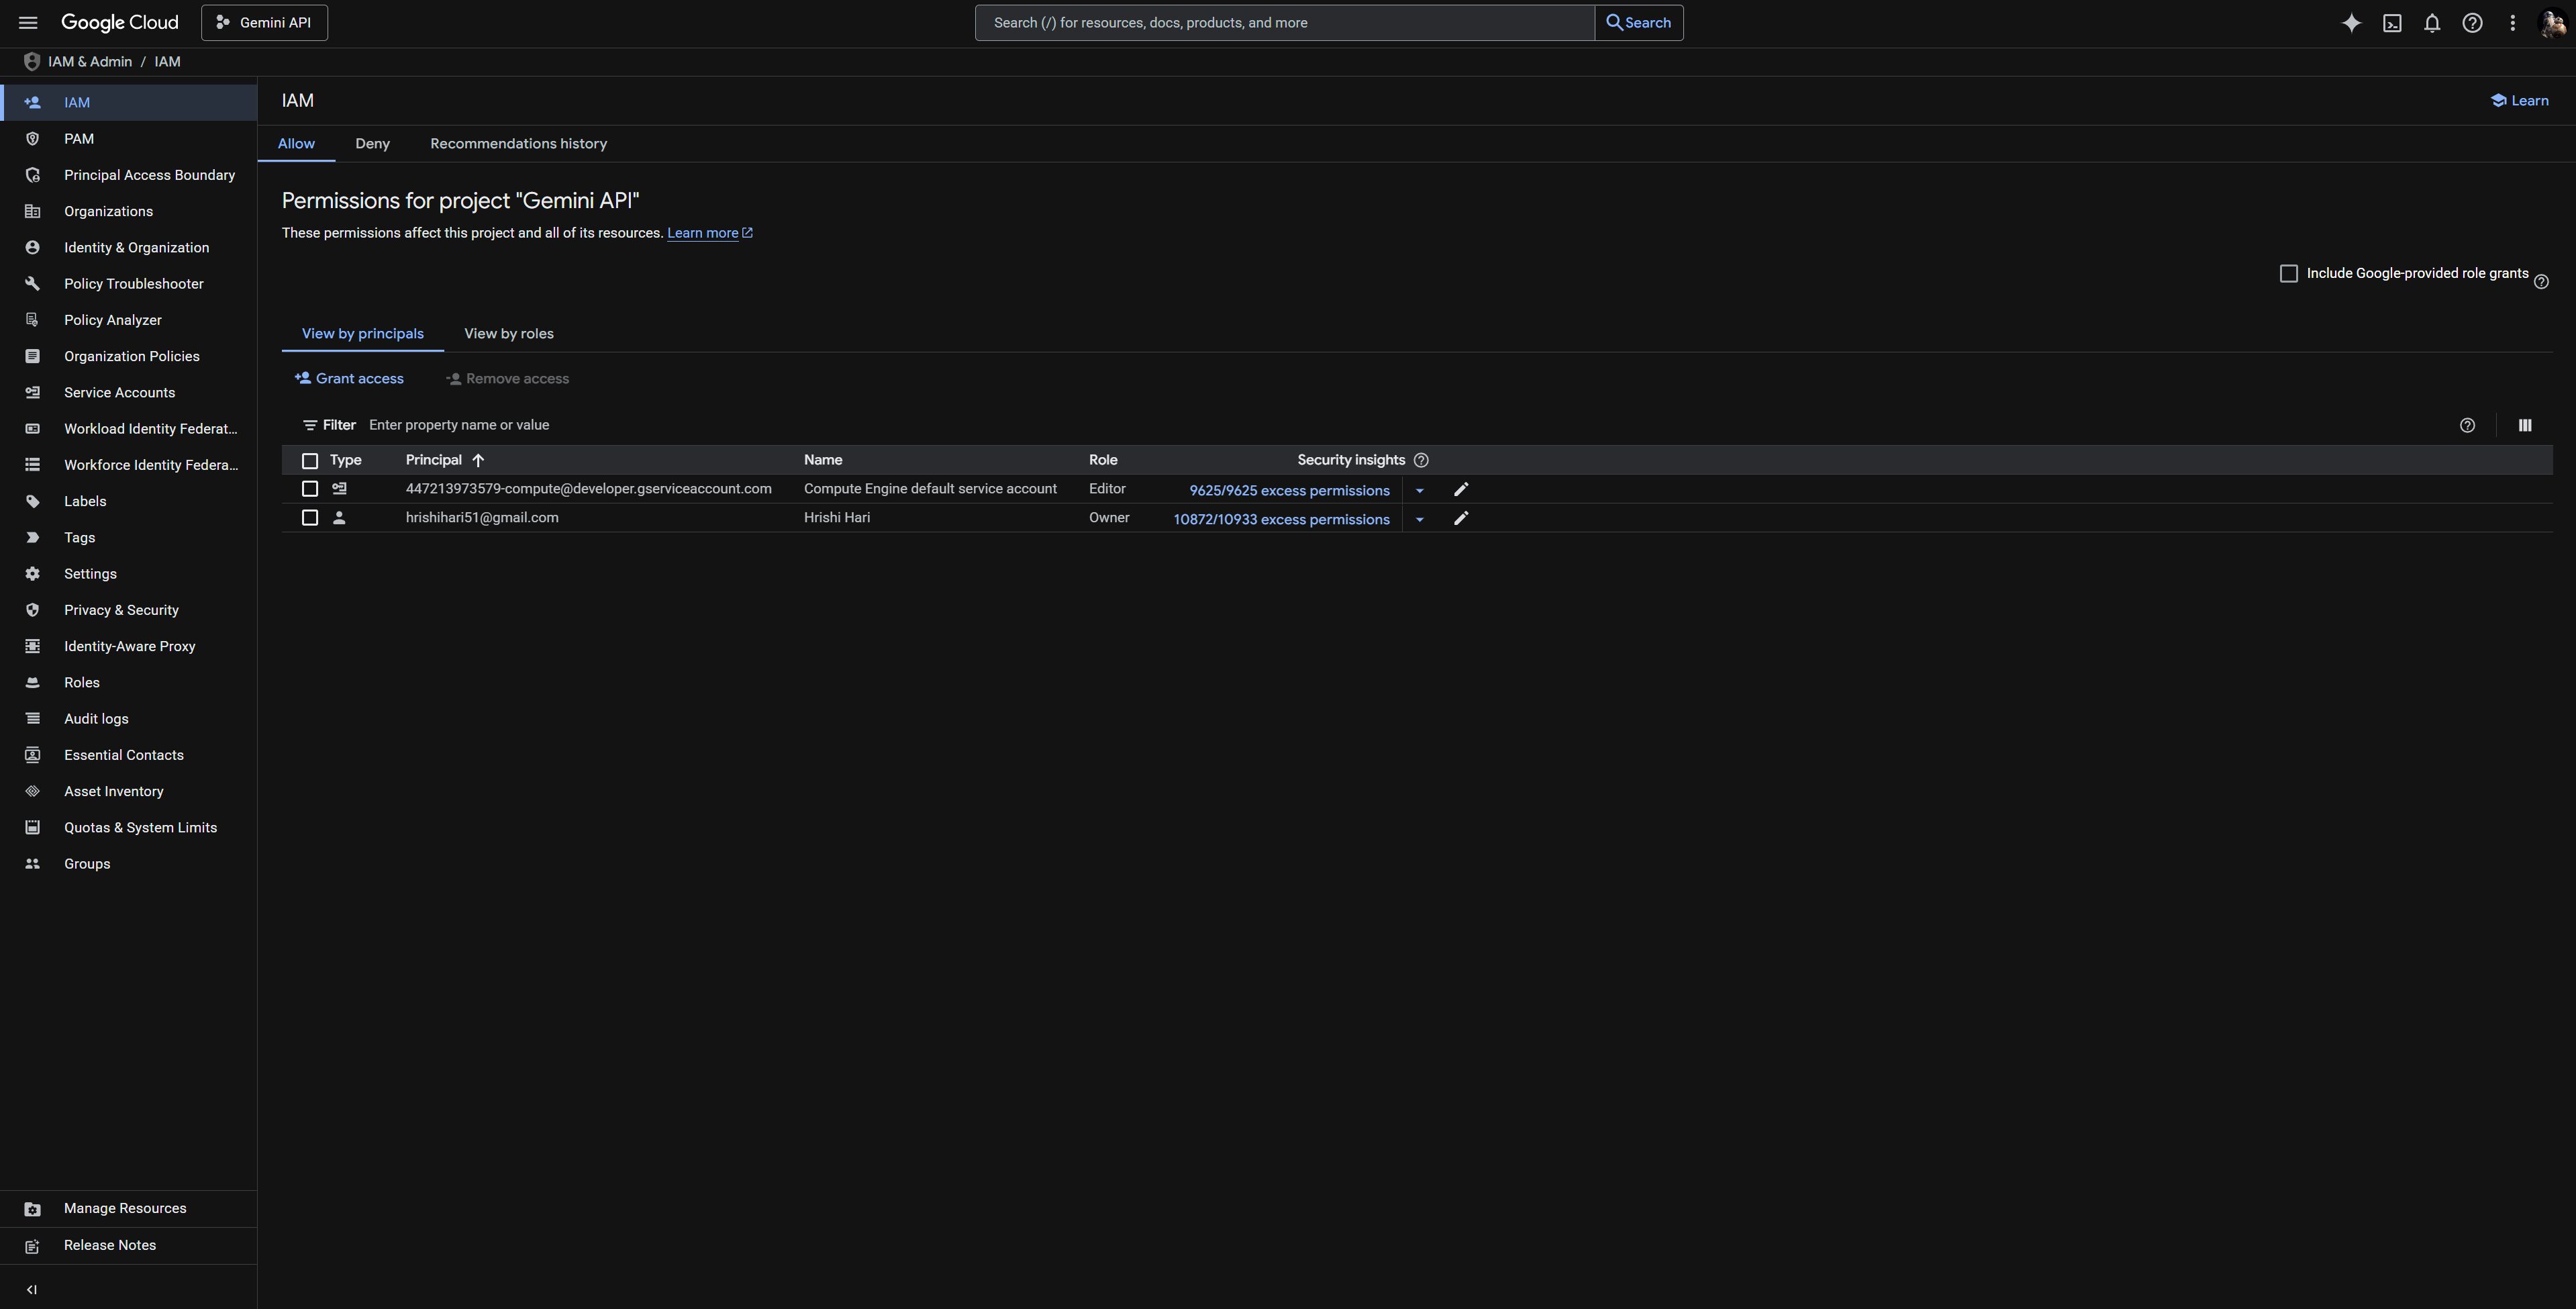 Google Cloud
Gemini API
Search (/) for resources, docs, products, and more
Search
IAM & Admin / IAM
IAM
PAM
Principal Access Boundary
Organizations
Identity & Organization
Policy Troubleshooter
Policy Analyzer
Organization Policies
Service Accounts
Workload Identity Federat...
Workforce Identity Federa...
Labels
Tags
Settings
Privacy & Security
Identity-Aware Proxy
Roles
Audit logs
Essential Contacts
Asset Inventory
Quotas & System Limits
Groups
Manage Resources
Release Notes
IAM
Learn
Allow Deny Recommendations history
Permissions for project "Gemini API"
These permissions affect this project and all of its resources. Learn more
Include Google-provided role grants
View by principals View by roles
Grant access Remove access
Filter Enter property name or value
Type Principal Name Role Security insights
447213973579-compute@developer.gserviceaccount.com Compute Engine default service account Editor 9625/9625 excess permissions
hrishihari51@gmail.com Hrishi Hari Owner 10872/10933 excess permissions